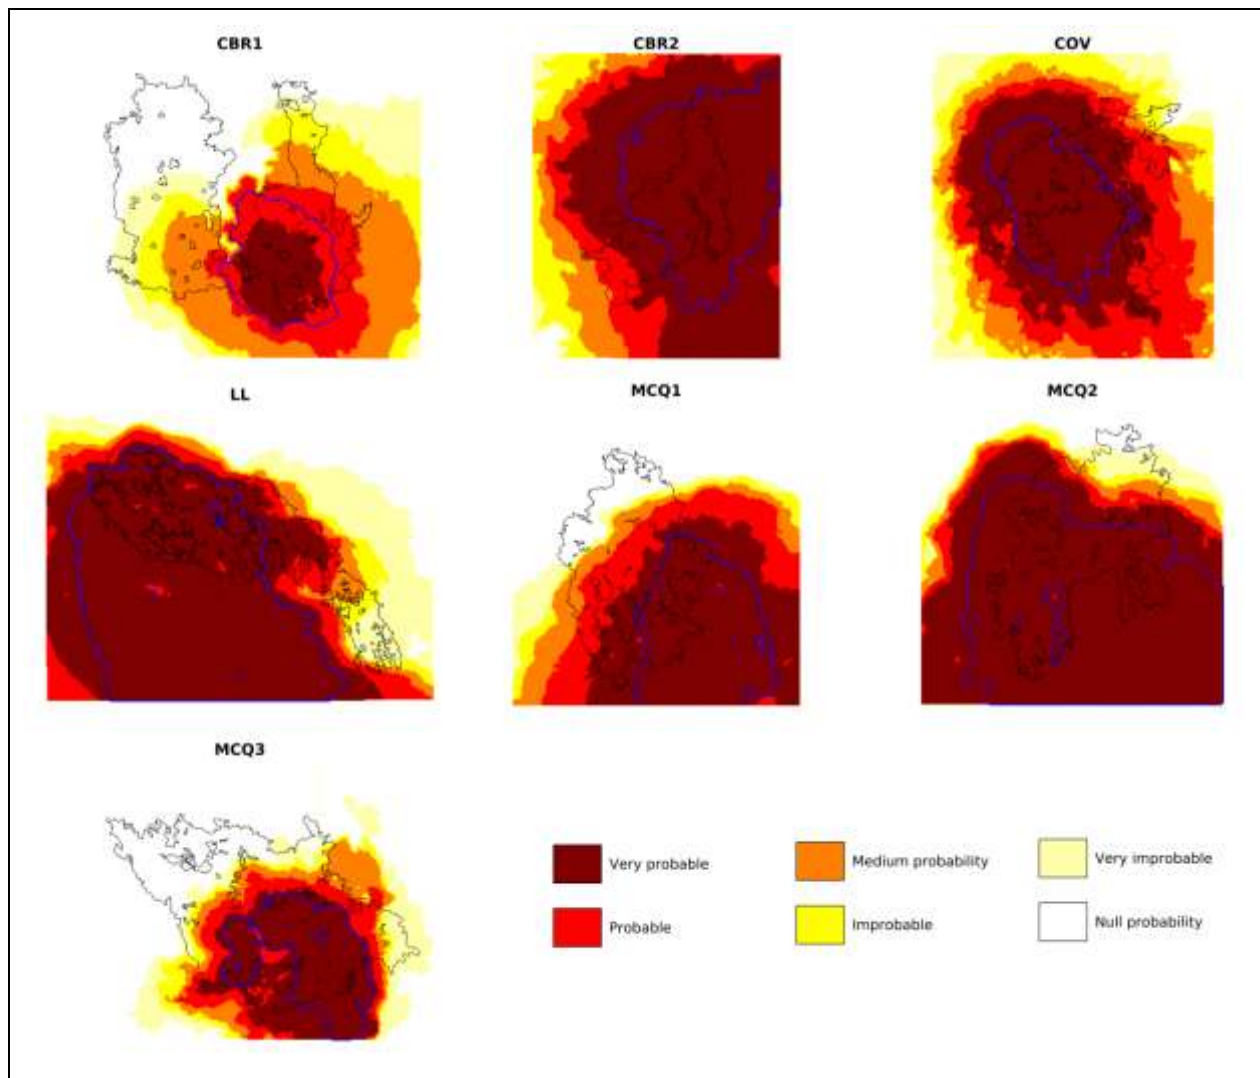 CBR1
CBR2
COV
LL
MCQ1
MCQ2
MCQ3
Very probable
Medium probability
Very improbable
Probable
Improbable
Null probability